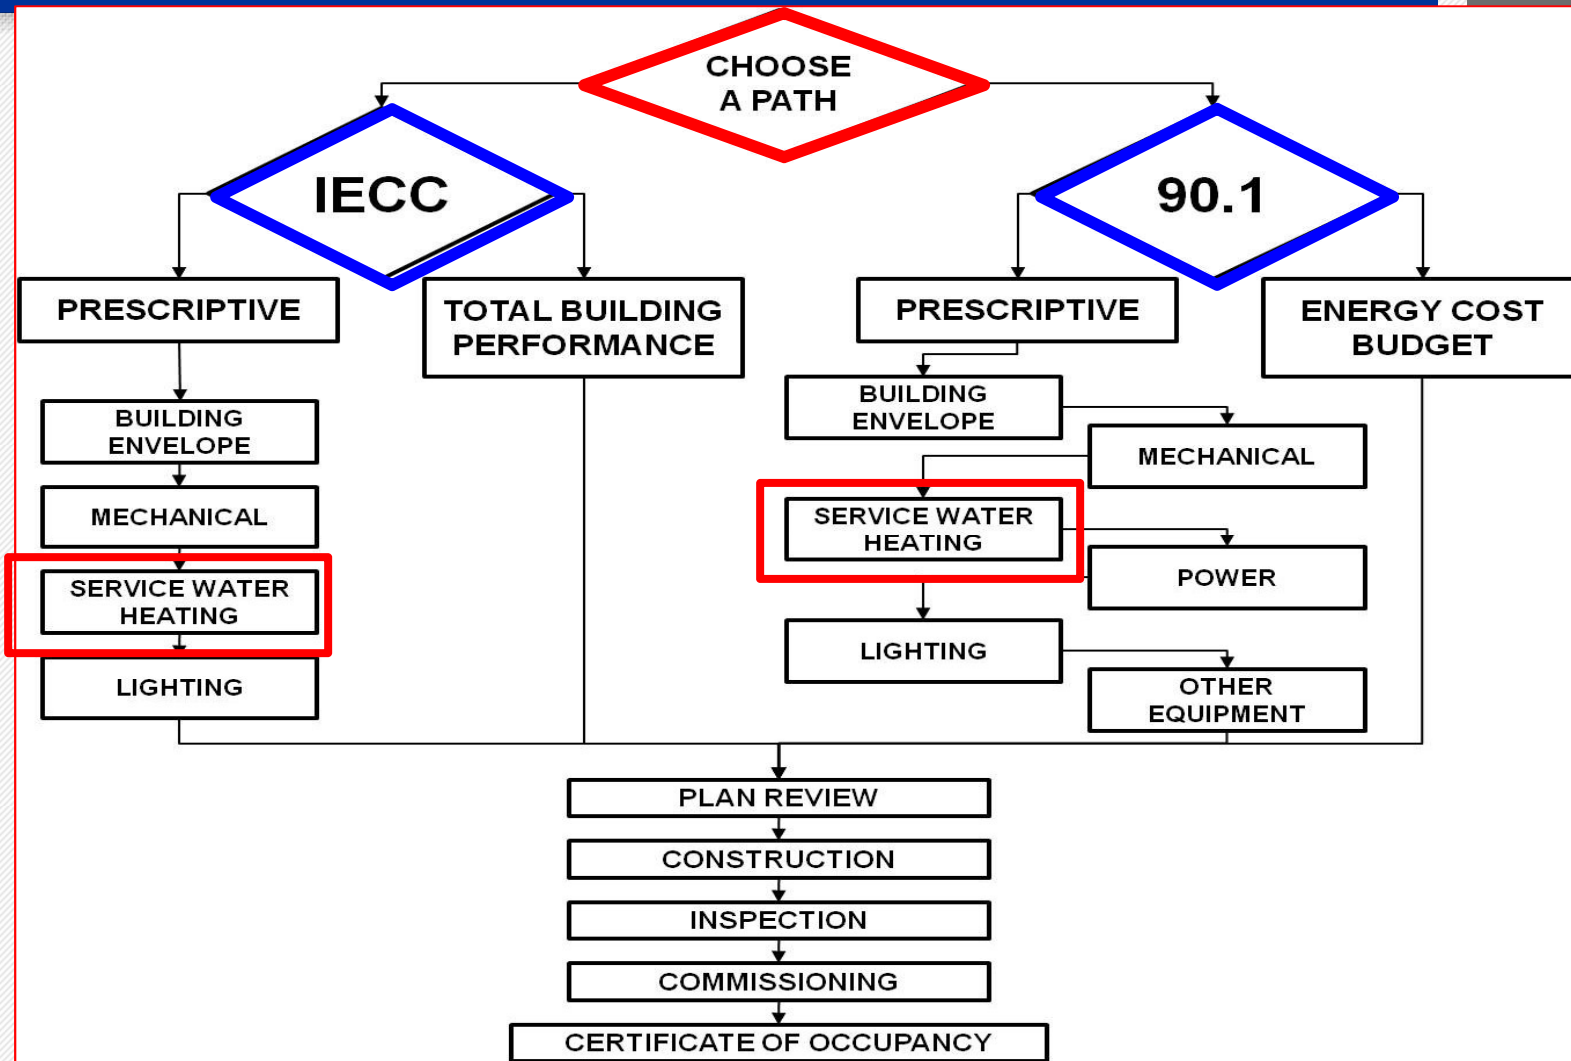 CHOOSE
A PATH
IECC
90.1
PRESCRIPTIVE
TOTAL BUILDING
PERFORMANCE
PRESCRIPTIVE
ENERGY COST
BUDGET
BUILDING
ENVELOPE
MECHANICAL
SERVICE WATER
HEATING
LIGHTING
BUILDING
ENVELOPE
MECHANICAL
SERVICE WATER
HEATING
POWER
LIGHTING
OTHER
EQUIPMENT
PLAN REVIEW
CONSTRUCTION
INSPECTION
COMMISSIONING
CERTIFICATE OF OCCUPANCY